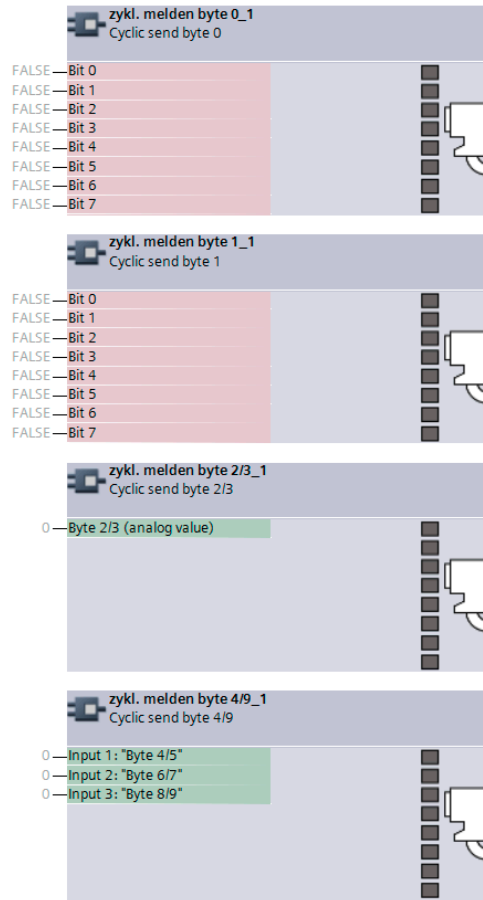 zykl. melden byte 0_1
Cyclic send byte 0
FALSE Bit 0
FALSE Bit 1
FALSE Bit 2
FALSE Bit 3
FALSE Bit 4
FALSE Bit 5
FALSE Bit 6
FALSE Bit 7
zykl. melden byte 1_1
Cyclic send byte 1
FALSE Bit 0
FALSE Bit 1
FALSE Bit 2
FALSE Bit 3
FALSE Bit 4
FALSE Bit 5
FALSE Bit 6
FALSE Bit 7
zykl. melden byte 2/3_1
Cyclic send byte 2/3
0 Byte 2/3 (analog value)
zykl. melden byte 4/9_1
Cyclic send byte 4/9
0 Input 1: "Byte 4/5"
0 Input 2: "Byte 6/7"
0 Input 3: "Byte 8/9"